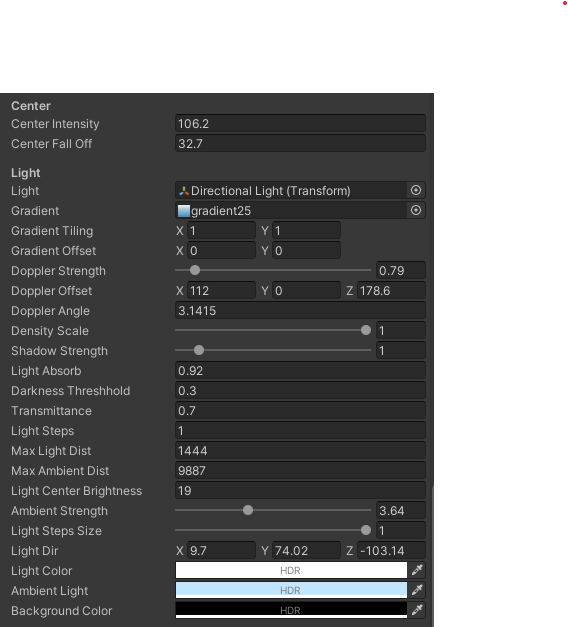 Center
Center Intensity 106.2
Center Fall Off 32.7
Light
Light Directional Light (Transform)
Gradient gradient25
Gradient Tiling X 1 Y 1
Gradient Offset X 0 Y 0
Doppler Strength 0.79
Doppler Offset X 112 Y 0 Z 178.6
Doppler Angle 3.1415
Density Scale 1
Shadow Strength 1
Light Absorb 0.92
Darkness Threshhold 0.3
Transmittance 0.7
Light Steps 1
Max Light Dist 1444
Max Ambient Dist 9887
Light Center Brightness 19
Ambient Strength 3.64
Light Steps Size 1
Light Dir X 9.7 Y 74.02 Z -103.14
Light Color HDR
Ambient Light HDR
Background Color HDR